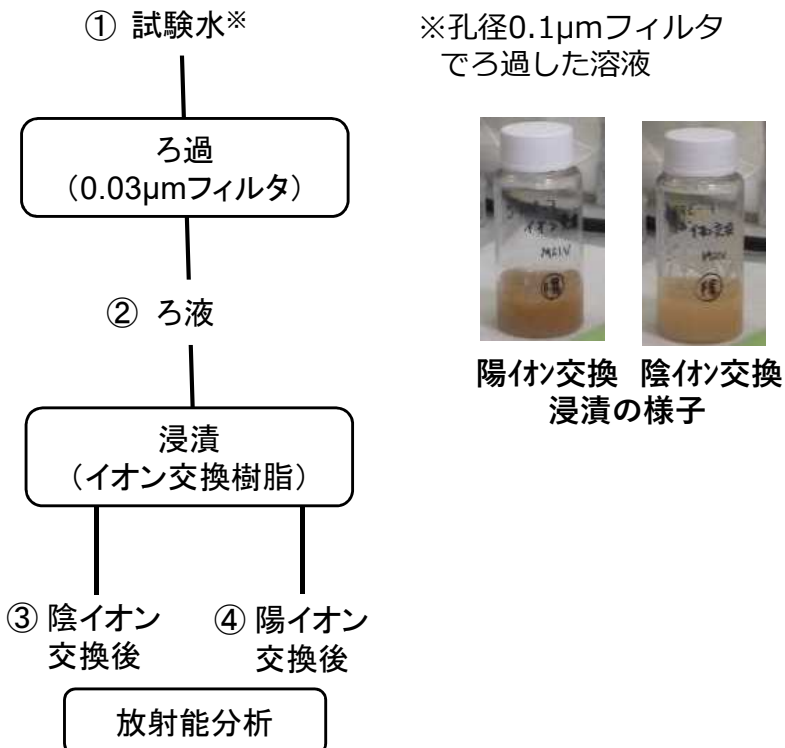 ① 試験水※
※孔径0.1μmフィルタ
でろ過した溶液
ろ過
（0.03μmフィルタ）
② ろ液
陽ｲｵﾝ交換 陰ｲｵﾝ交換
浸漬の様子
浸漬
（イオン交換樹脂）
③ 陰イオン
交換後
④ 陽イオン
交換後
放射能分析